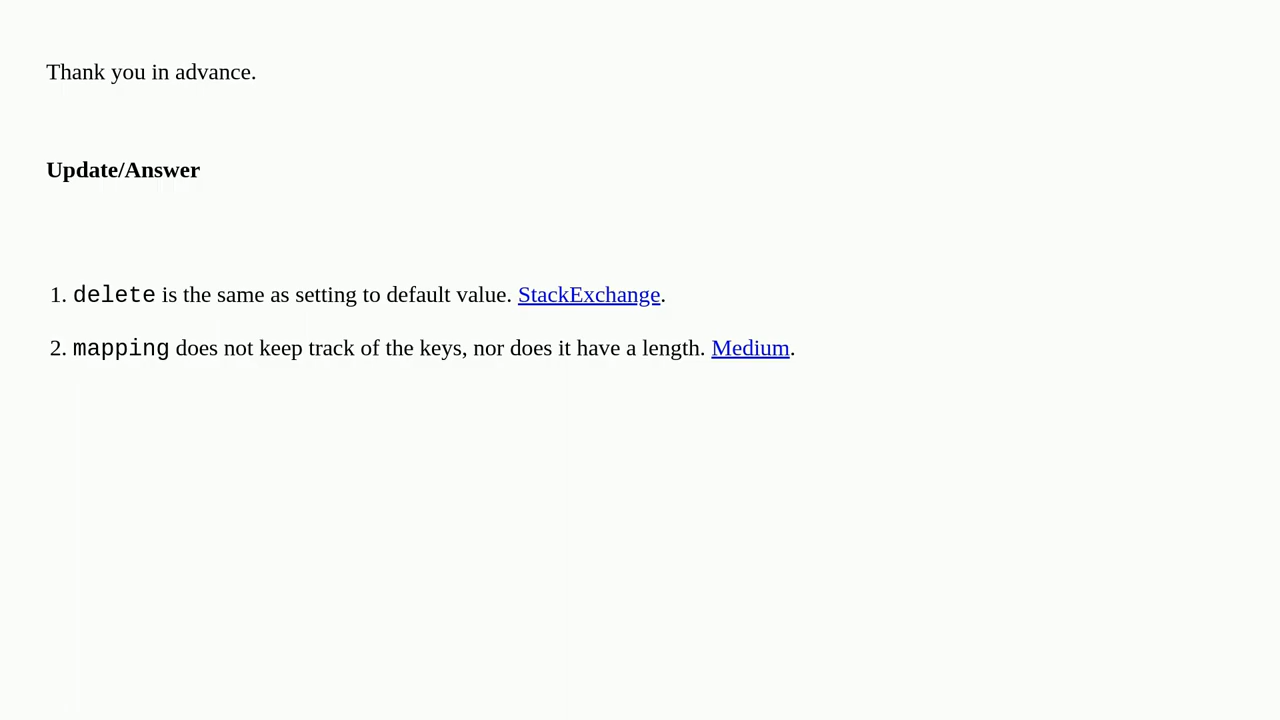 Thank you in advance.
Update/Answer
1. delete is the same as setting to default value. StackExchange.
2. mapping does not keep track of the keys, nor does it have a length. Medium.